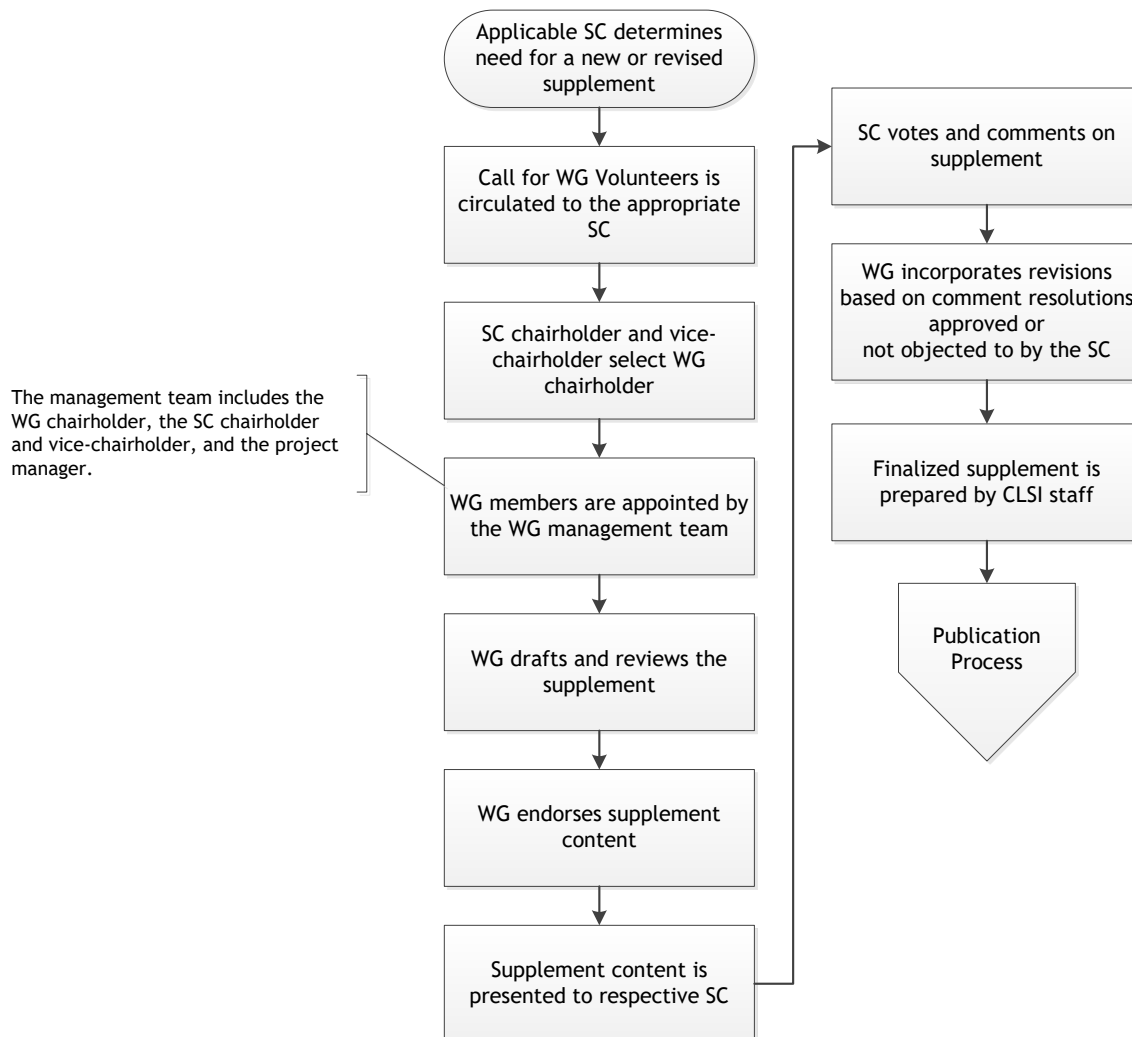 Applicable SC determines
need for a new or revised
supplement
Call for WG Volunteers is
circulated to the appropriate
SC
SC chairholder and vice-
chairholder select WG
chairholder
The management team includes the
WG chairholder, the SC chairholder
and vice-chairholder, and the project
manager.
WG members are appointed by
the WG management team
WG drafts and reviews the
supplement
WG endorses supplement
content
Supplement content is
presented to respective SC
SC votes and comments on
supplement
WG incorporates revisions
based on comment resolutions
approved or
not objected to by the SC
Finalized supplement is
prepared by CLSI staff
Publication
Process